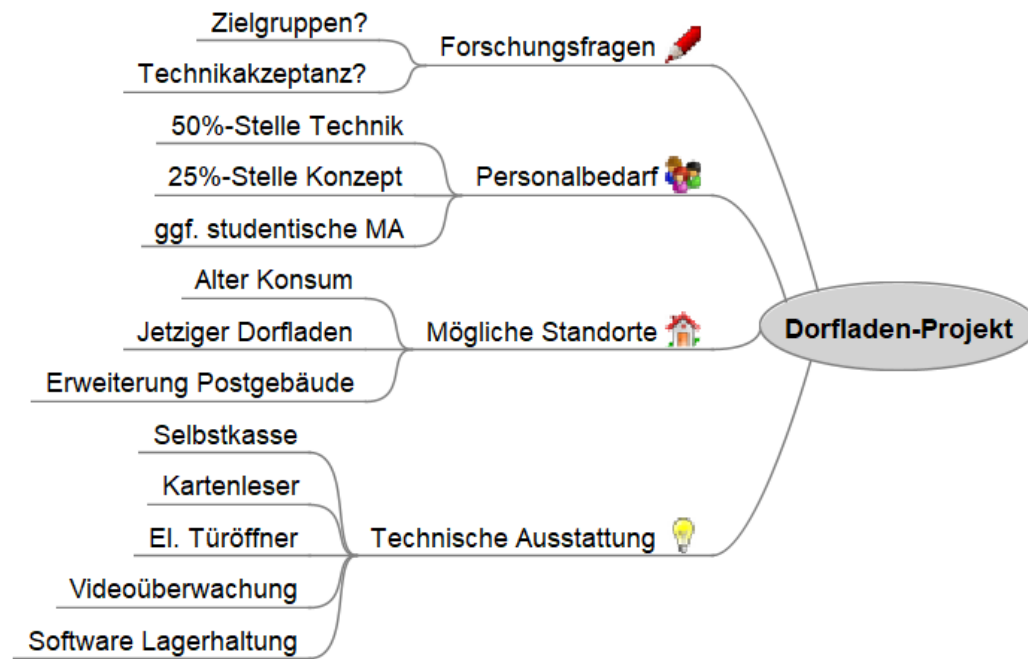 Zielgruppen?
Forschungsfragen
Technikakzeptanz?
50%-Stelle Technik
25%-Stelle Konzept
Personalbedarf
ggf. studentische MA
Alter Konsum
Jetziger Dorfladen
Mögliche Standorte
Erweiterung Postgebäude
Dorfladen-Projekt
Selbstkasse
Kartenleser
El. Türöffner
Technische Ausstattung
Videoüberwachung
Software Lagerhaltung